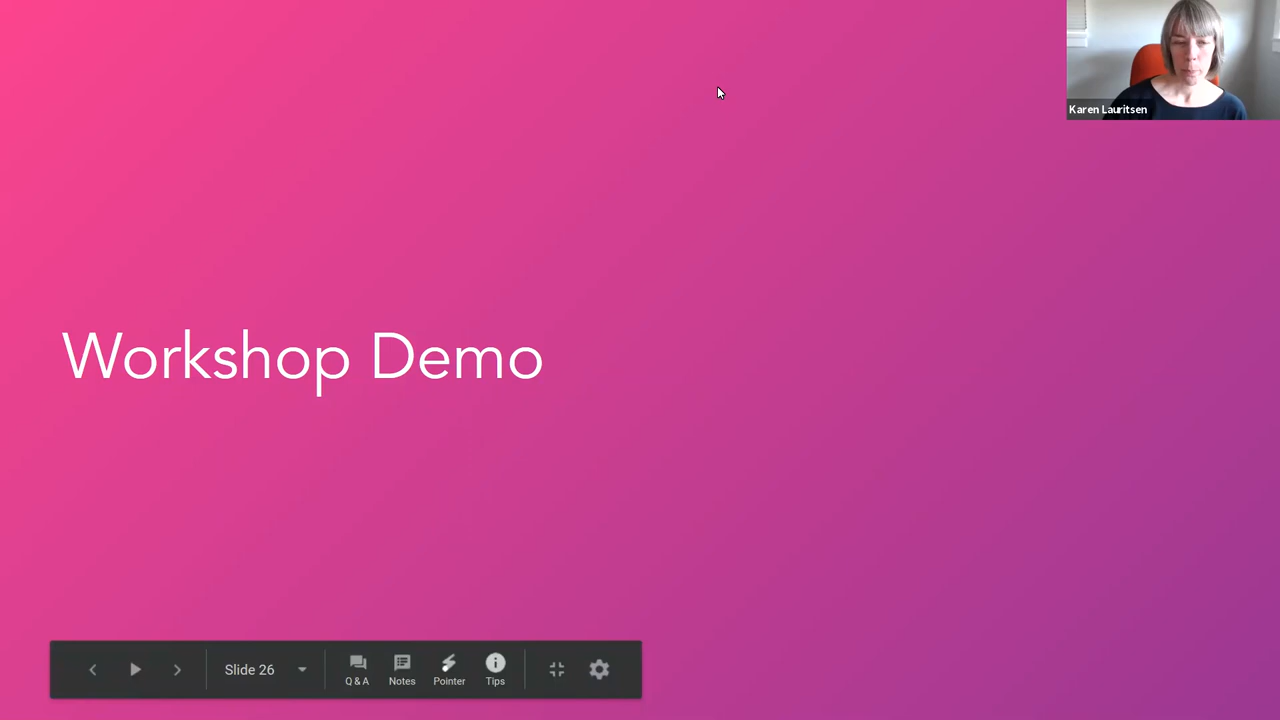 Karen Lauritsen
Workshop Demo
Slide 26
Q & A
Notes
Pointer
Tips